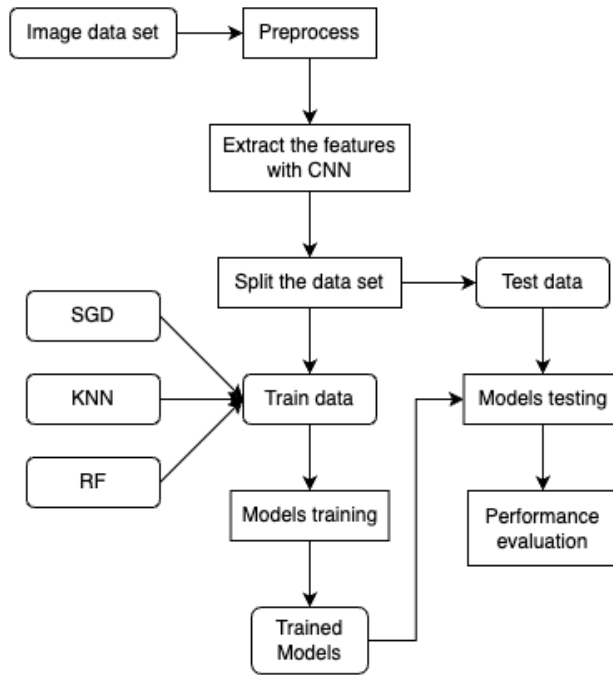 Image data set
Preprocess
Extract the features
with CNN
Split the data set
Test data
SGD
KNN
Train data
Models testing
RF
Models training
Performance
evaluation
Trained
Models